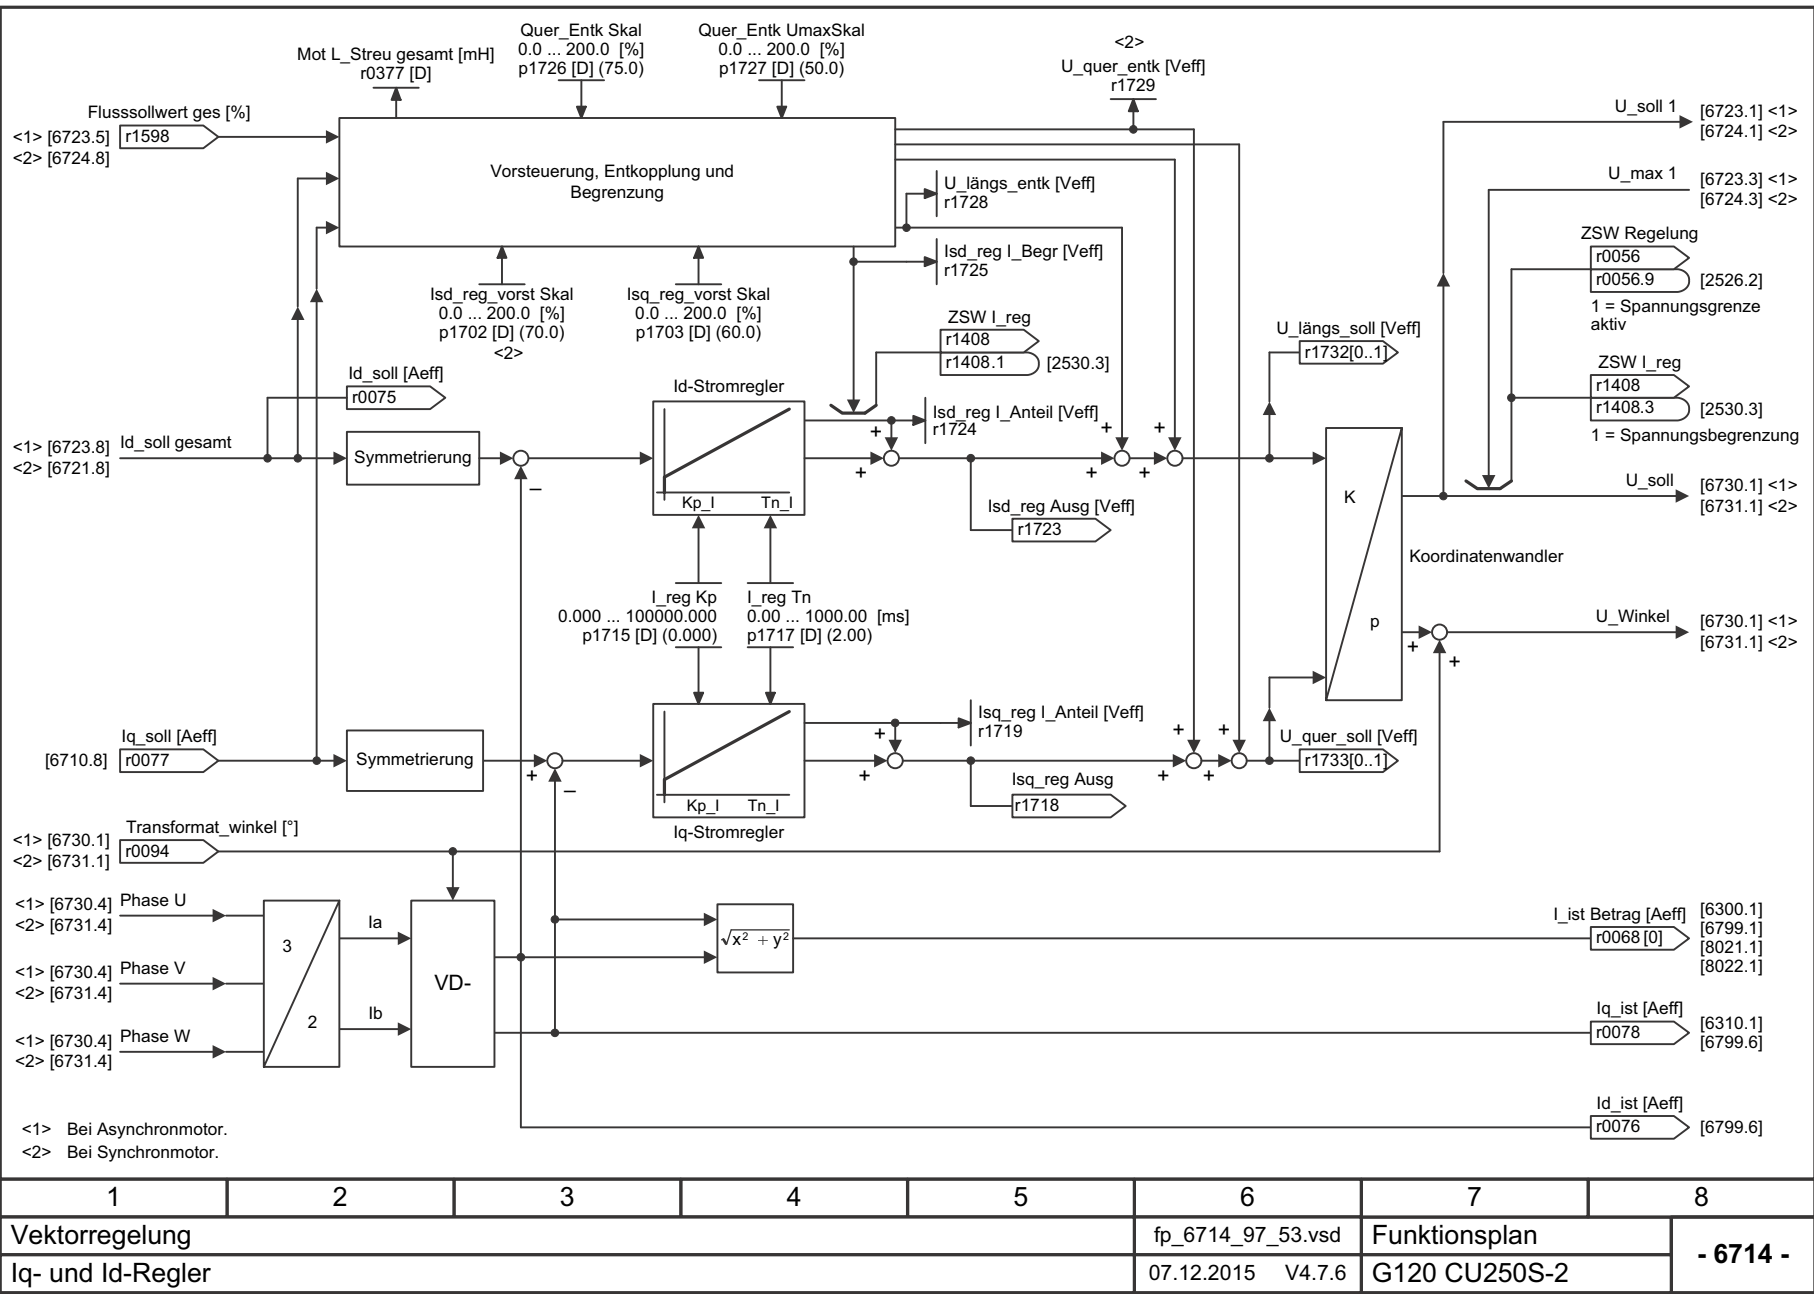 Mot L_Streu gesamt [mH]
r0377 [D]
Quer_Entk Skal
0.0 ... 200.0 [%]
p1726 [D] (75.0)
Quer_Entk UmaxSkal
0.0 ... 200.0 [%]
p1727 [D] (50.0)
<2>
U_quer_entk [Veff]
r1729
Flusssollwert ges [%]
<1> [6723.5]
r1598
<2> [6724.8]
Vorsteuerung, Entkopplung und
Begrenzung
U_längs_entk [Veff]
r1728
Isd_reg I_Begr [Veff]
r1725
U_soll 1
[6723.1] <1>
[6724.1] <2>
U_max 1
[6723.3] <1>
[6724.3] <2>
ZSW Regelung
r0056
r0056.9
[2526.2]
1 = Spannungsgrenze
aktiv
Isd_reg_vorst Skal
0.0 ... 200.0 [%]
p1702 [D] (70.0)
<2>
Isq_reg_vorst Skal
0.0 ... 200.0 [%]
p1703 [D] (60.0)
ZSW I_reg
r1408
r1408.1
[2530.3]
U_längs_soll [Veff]
r1732[0..1]
ZSW I_reg
r1408
r1408.3
[2530.3]
1 = Spannungsbegrenzung
Id_soll [Aeff]
r0075
Id-Stromregler
Isd_reg I_Anteil [Veff]
r1724
<1> [6723.8]
<2> [6721.8]
Id_soll gesamt
Symmetrierung
–
Kp_I Tn_I
+
+
+
+
+
+
Isd_reg Ausg [Veff]
r1723
K
p
U_soll
[6730.1] <1>
[6731.1] <2>
Koordinatenwandler
I_reg Kp
0.000 ... 100000.000
p1715 [D] (0.000)
I_reg Tn
0.00 ... 1000.00 [ms]
p1717 [D] (2.00)
U_Winkel
[6730.1] <1>
[6731.1] <2>
+
+
Iq_soll [Aeff]
[6710.8]
r0077
Symmetrierung
+
–
Kp_I Tn_I
Iq-Stromregler
Isq_reg I_Anteil [Veff]
r1719
+
+
+
+
+
+
Isq_reg Ausg
r1718
U_quer_soll [Veff]
r1733[0..1]
Transformat_winkel [°]
<1> [6730.1]
<2> [6731.1]
r0094
<1> [6730.4]
<2> [6731.4]
Phase U
<1> [6730.4]
<2> [6731.4]
Phase V
<1> [6730.4]
<2> [6731.4]
Phase W
3
2
Ia
Ib
VD-
√x² + y²
I_ist Betrag [Aeff]
r0068 [0]
[6300.1]
[6799.1]
[8021.1]
[8022.1]
Iq_ist [Aeff]
r0078
[6310.1]
[6799.6]
Id_ist [Aeff]
r0076
[6799.6]
<1> Bei Asynchronmotor.
<2> Bei Synchronmotor.
1 2 3 4 5 6 7 8
Vektorregelung
fp_6714_97_53.vsd
Funktionsplan
- 6714 -
Iq- und Id-Regler
07.12.2015 V4.7.6
G120 CU250S-2